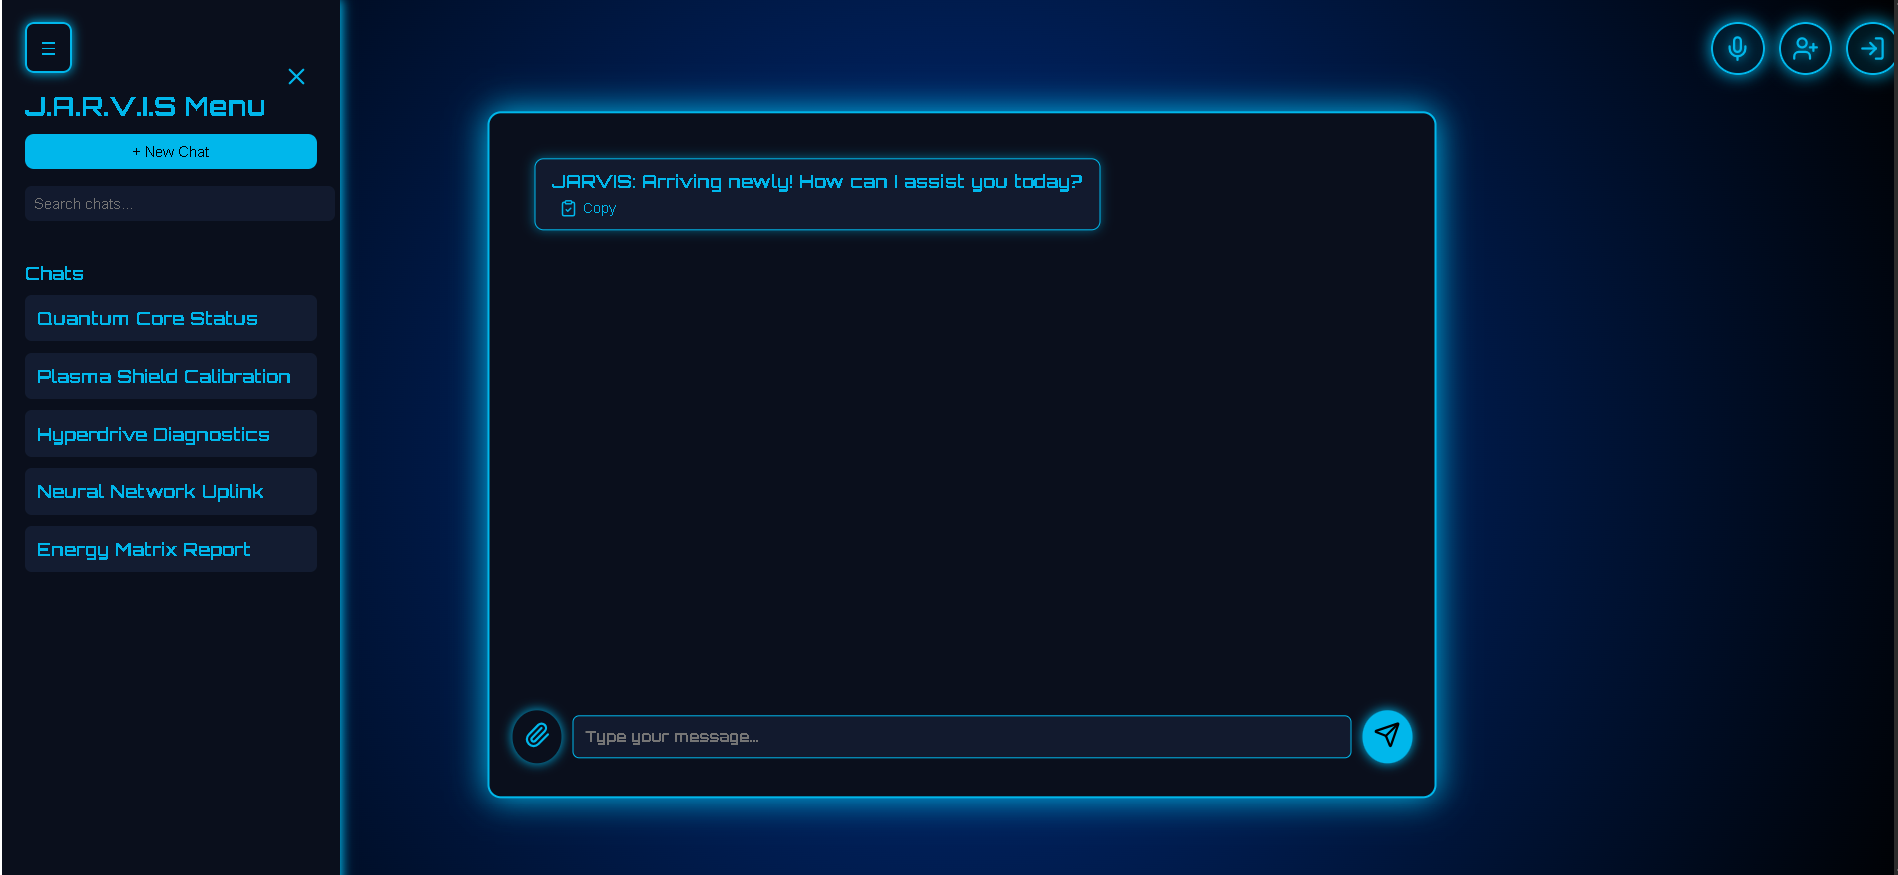 J.A.R.V.I.S Menu
+ New Chat
Search chats...
Chats
Quantum Core Status
Plasma Shield Calibration
Hyperdrive Diagnostics
Neural Network Uplink
Energy Matrix Report
JARVIS: Arriving newly! How can I assist you today?
Copy
Type your message...